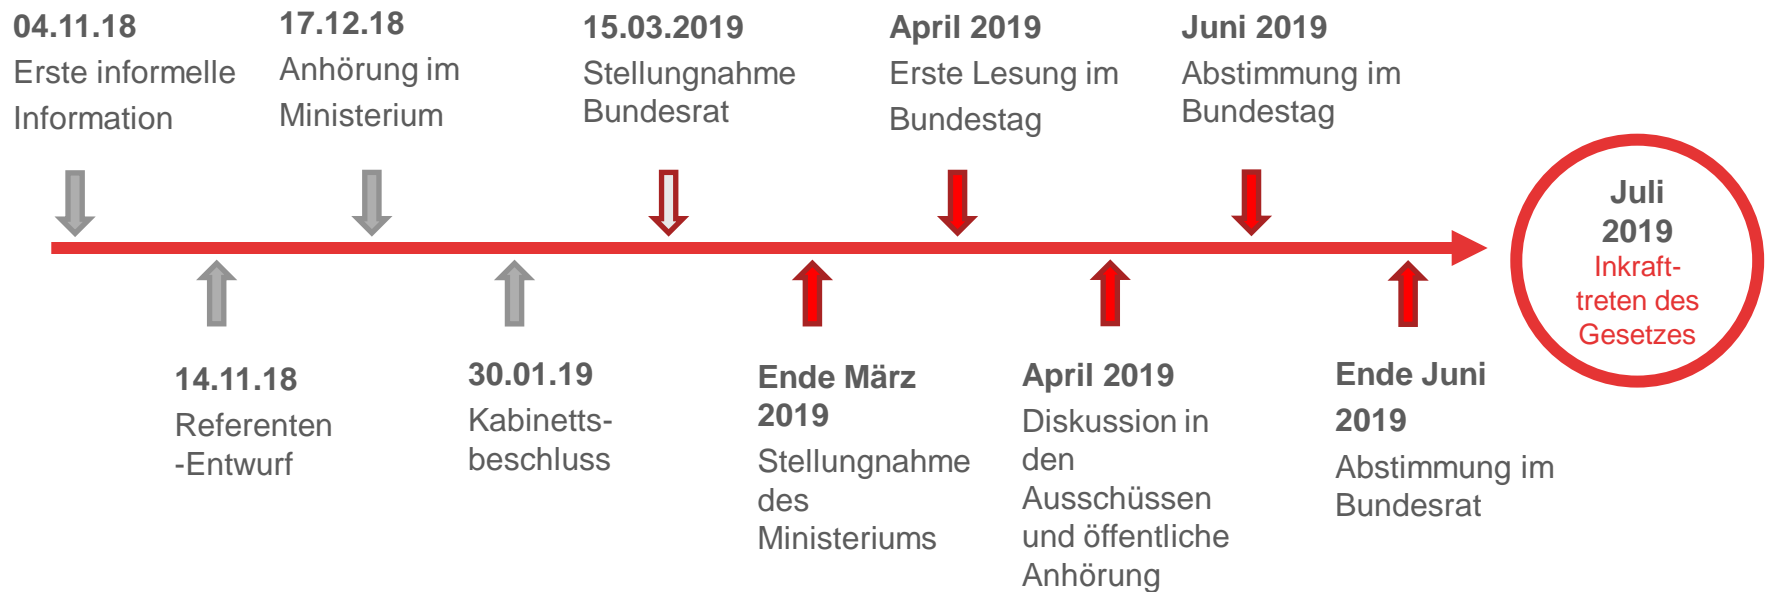 04.11.18
Erste informelle
Information
17.12.18
Anhörung im
Ministerium
15.03.2019
Stellungnahme
Bundesrat
April 2019
Erste Lesung im
Bundestag
Juni 2019
Abstimmung im
Bundestag
Juli
2019
Inkraft-
treten des
Gesetzes
14.11.18
Referenten
-Entwurf
30.01.19
Kabinetts-
beschluss
Ende März
2019
Stellungnahme
des
Ministeriums
April 2019
Diskussion in
den
Ausschüssen
und öffentliche
Anhörung
Ende Juni
2019
Abstimmung im
Bundesrat